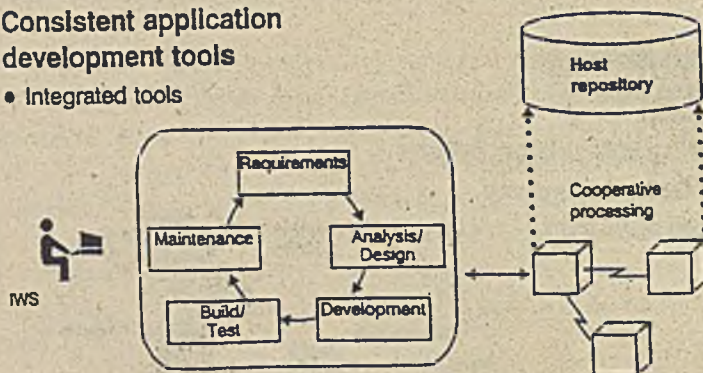 Consistent application
development tools
• Integrated tools
Host
repository
Requirements
Cooperative
processing
Maintenance
Analysis/
Design
IWS
Build/
Test
Development